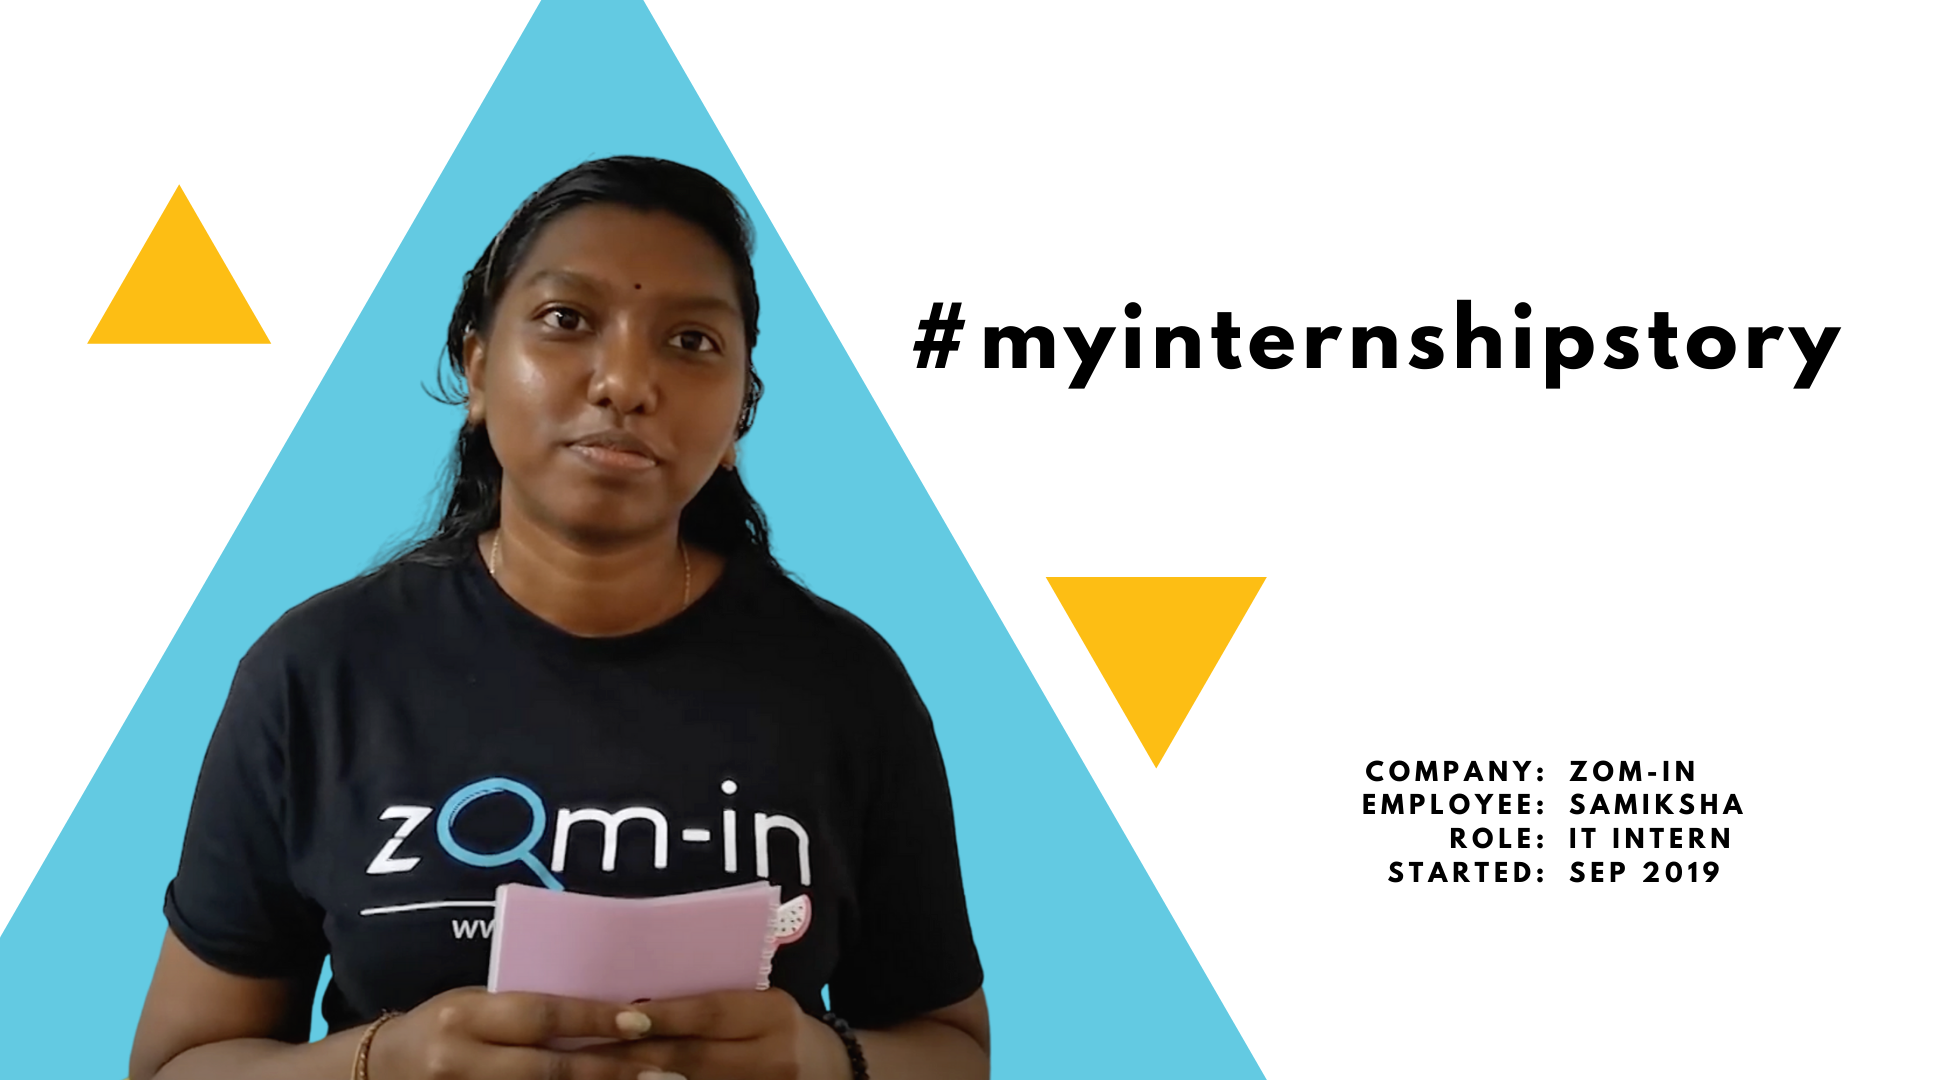 #myinternshipstory
zom-in
COMPANY: ZOM-IN
EMPLOYEE: SAMIKSHA
ROLE: IT INTERN
STARTED: SEP 2019